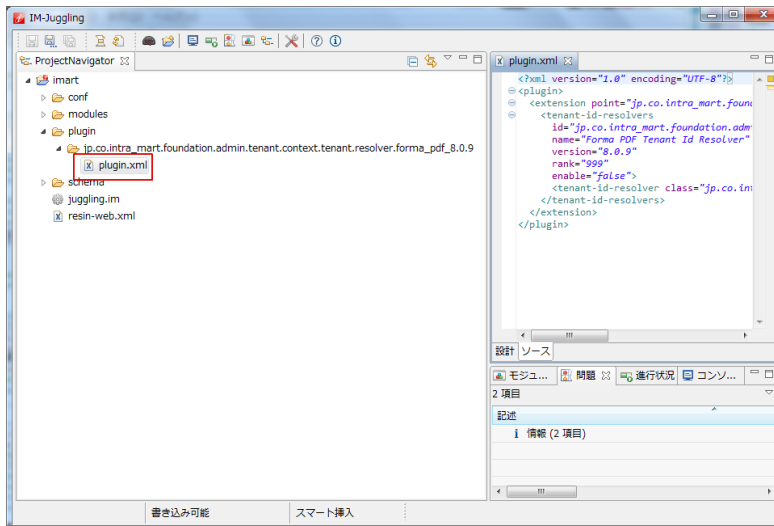 IM-Juggling
ProjectNavigator
imart
conf
modules
plugin
jp.co.intra_mart.foundation.admin.tenant.context.tenant.resolver.forma_pdf_8.0.9
plugin.xml
schema
juggling.im
resin-web.xml
plugin.xml
<?xml version="1.0" encoding="UTF-8"?>
<plugin>
<extension point="jp.co.intra_mart.found
<tenant-id-resolvers
id="jp.co.intra_mart.foundation.adm
name="Forma PDF Tenant Id Resolver"
version="8.0.9"
rank="999"
enable="false">
<tenant-id-resolver class="jp.co.in
</tenant-id-resolvers>
</extension>
</plugin>
設計 ソース
モジュ... 問題 進行状況 コンソ...
2 項目
記述
情報 (2 項目)
書き込み可能 スマート挿入